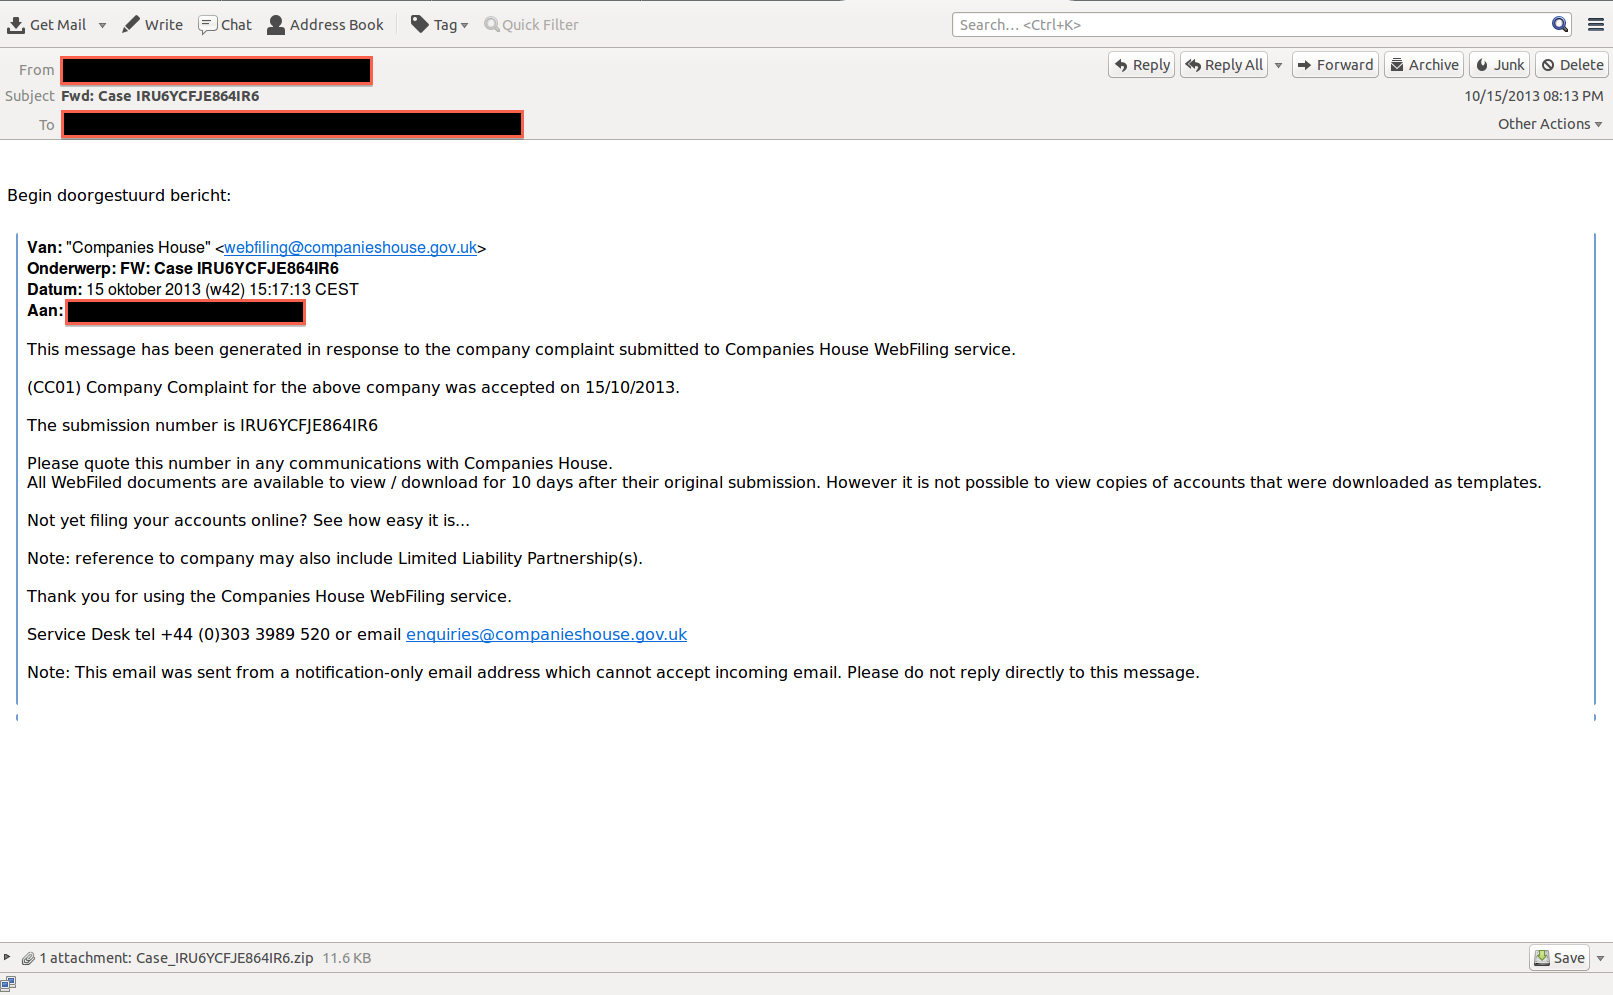 Get Mail Write Chat Address Book Tag Quick Filter Search... <Ctrl+K>
From Reply Reply All Forward Archive Junk Delete
Subject Fwd: Case IRU6YCFJE864IR6 10/15/2013 08:13 PM
To Other Actions
Begin doorgestuurd bericht:
Van: "Companies House" <webfiling@companieshouse.gov.uk>
Onderwerp: FW: Case IRU6YCFJE864IR6
Datum: 15 oktober 2013 (w42) 15:17:13 CEST
Aan:
This message has been generated in response to the company complaint submitted to Companies House WebFiling service.
(CC01) Company Complaint for the above company was accepted on 15/10/2013.
The submission number is IRU6YCFJE864IR6
Please quote this number in any communications with Companies House.
All WebFiled documents are available to view / download for 10 days after their original submission. However it is not possible to view copies of accounts that were downloaded as templates.
Not yet filing your accounts online? See how easy it is...
Note: reference to company may also include Limited Liability Partnership(s).
Thank you for using the Companies House WebFiling service.
Service Desk tel +44 (0)303 3989 520 or email enquiries@companieshouse.gov.uk
Note: This email was sent from a notification-only email address which cannot accept incoming email. Please do not reply directly to this message.
1 attachment: Case_IRU6YCFJE864IR6.zip 11.6 KB Save